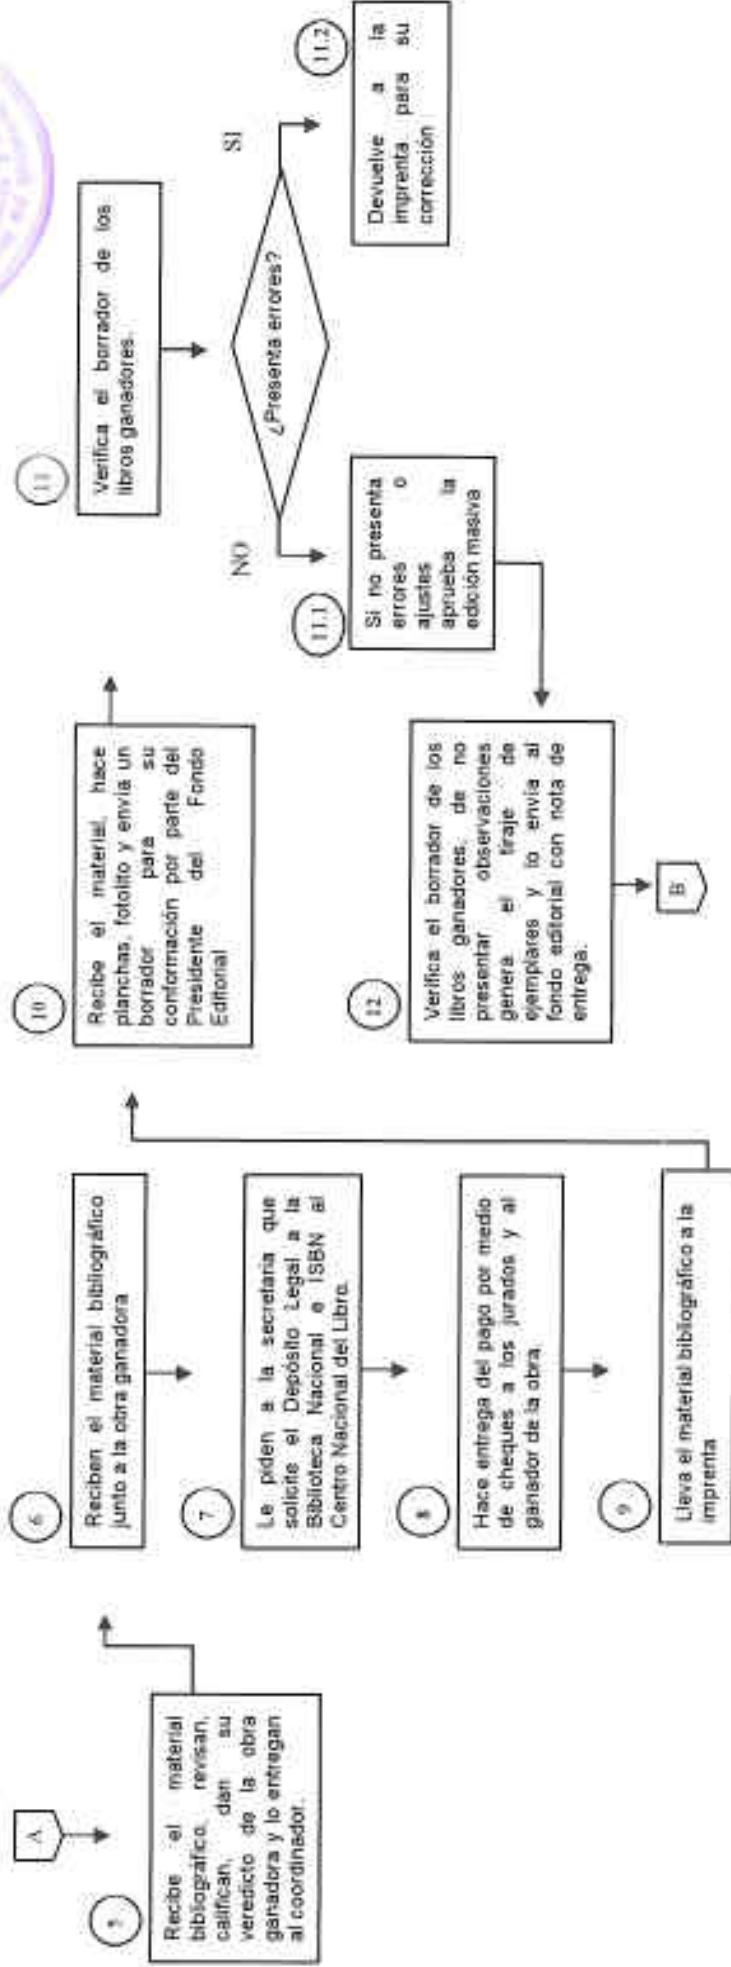 A
5
Recibe el material
bibliográfico, revisan,
califican, dan su
veredicto de la obra
ganadora y lo entregan
al coordinador.
6
Reciben el material bibliográfico
junto a la obra ganadora
7
Le piden a la secretaria que
solicite el Depósito Legal a la
Biblioteca Nacional e ISBN al
Centro Nacional del Libro.
8
Hace entrega del pago por medio
de cheques a los jurados y al
ganador de la obra.
9
Lleva el material bibliográfico a la
imprenta
10
Recibe el material, hace
planchas, fotolito y envía un
borrador para su
conformación por parte del
Presidente del Fondo
Editorial
11
Verifica el borrador de los
libros ganadores.
¿Presenta errores?
NO
SI
11.1
Si no presenta
errores o
ajustes
aprueba la
edición masiva
11.2
Devuelve a la
imprenta para su
corrección
12
Verifica el borrador de los
libros ganadores, de no
presentar observaciones
genera el tiraje de
ejemplares y lo envía al
fondo editorial con nota de
entrega.
B